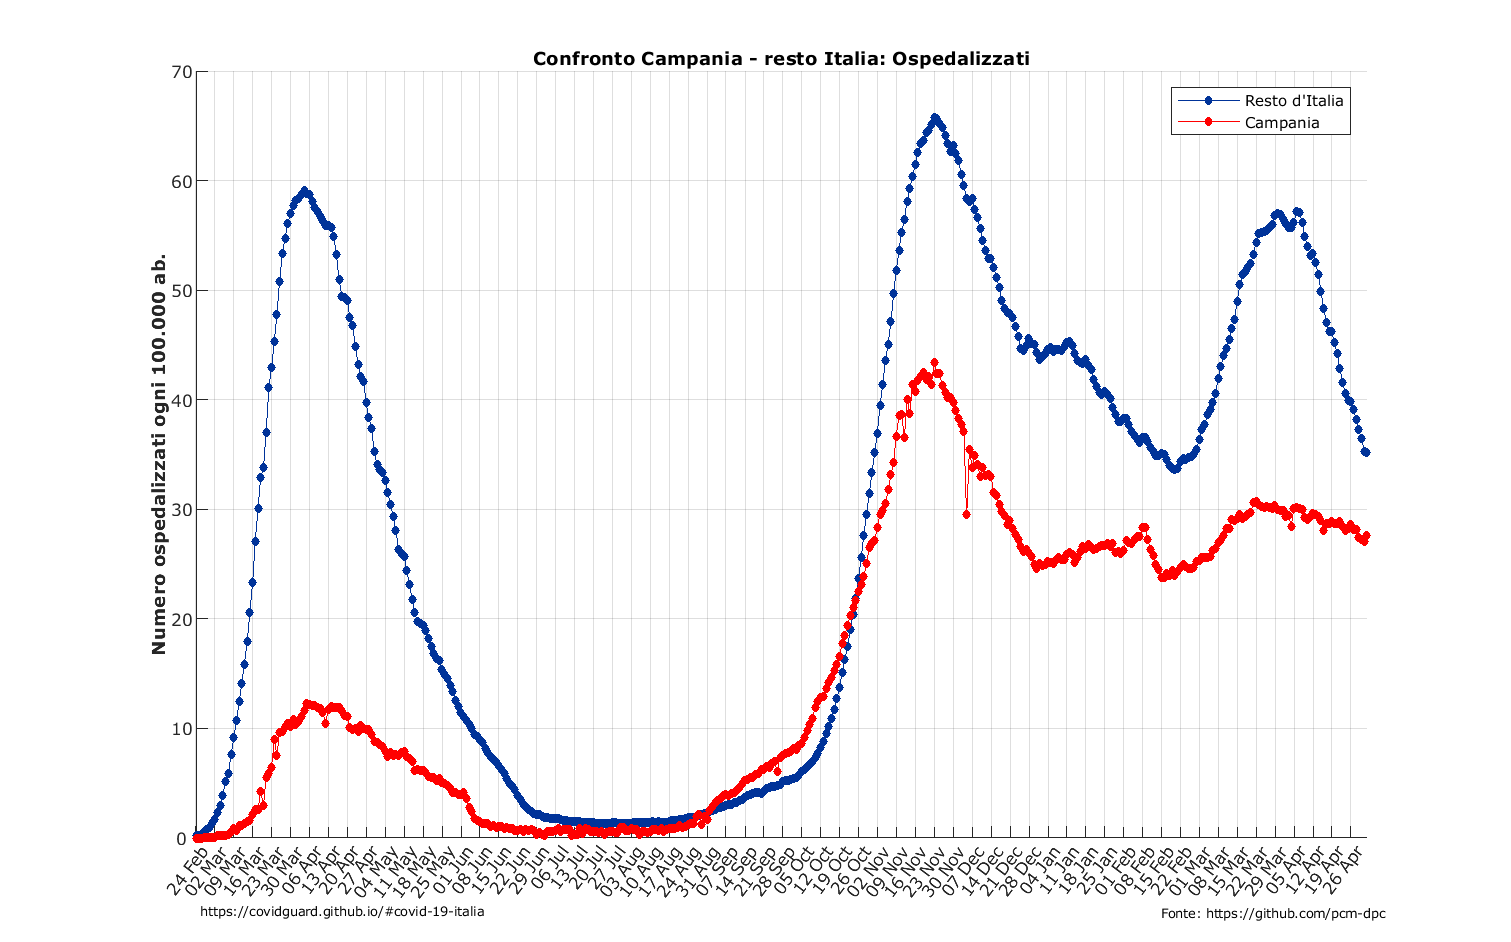 Confronto Campania - resto Italia: Ospedalizzati
Resto d'Italia
Campania
Numero ospedalizzati ogni 100.000 ab.
70
60
50
40
30
20
10
0
24 Feb
02 Mar
09 Mar
16 Mar
23 Mar
30 Mar
06 Apr
13 Apr
20 Apr
27 Apr
04 May
11 May
18 May
25 May
01 Jun
08 Jun
15 Jun
22 Jun
29 Jun
06 Jul
13 Jul
20 Jul
27 Jul
03 Aug
10 Aug
17 Aug
24 Aug
31 Aug
07 Sep
14 Sep
21 Sep
28 Sep
05 Oct
12 Oct
19 Oct
26 Oct
02 Nov
09 Nov
16 Nov
23 Nov
30 Nov
07 Dec
14 Dec
21 Dec
28 Dec
04 Jan
11 Jan
18 Jan
25 Jan
01 Feb
08 Feb
15 Feb
22 Feb
01 Mar
08 Mar
15 Mar
22 Mar
29 Mar
05 Apr
12 Apr
19 Apr
26 Apr
https://covidguard.github.io/#covid-19-italia
Fonte: https://github.com/pcm-dpc